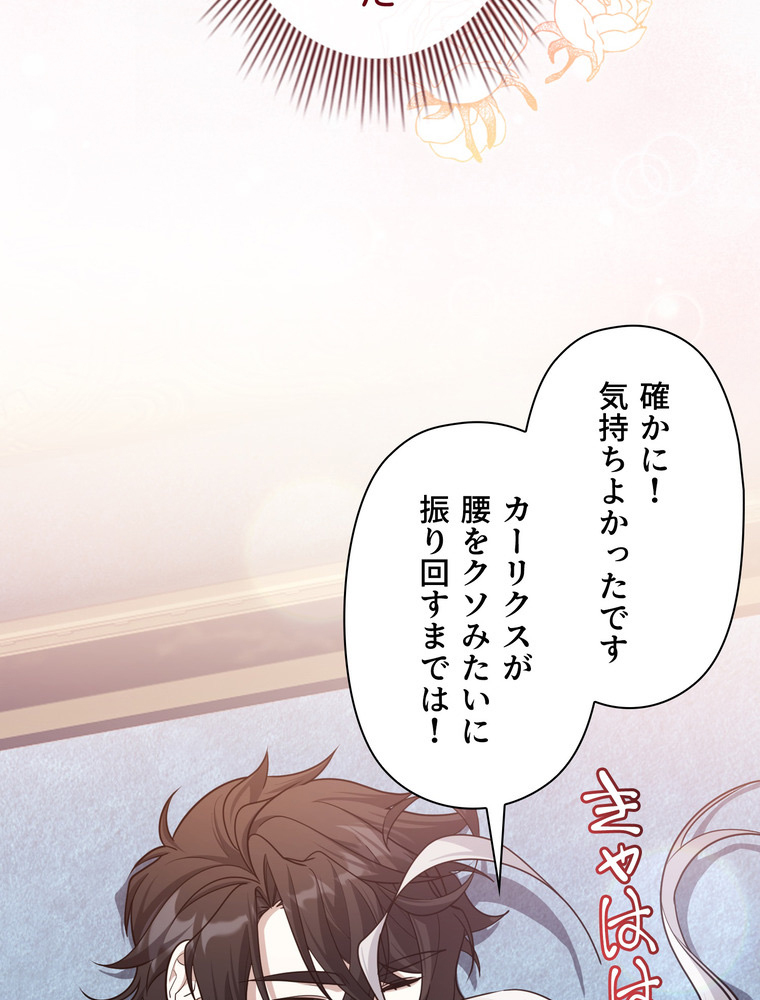 た
確かに！
気持ちよかったです
カーリクスが
腰をクソみたいに
振り回すまでは！
きゃはは